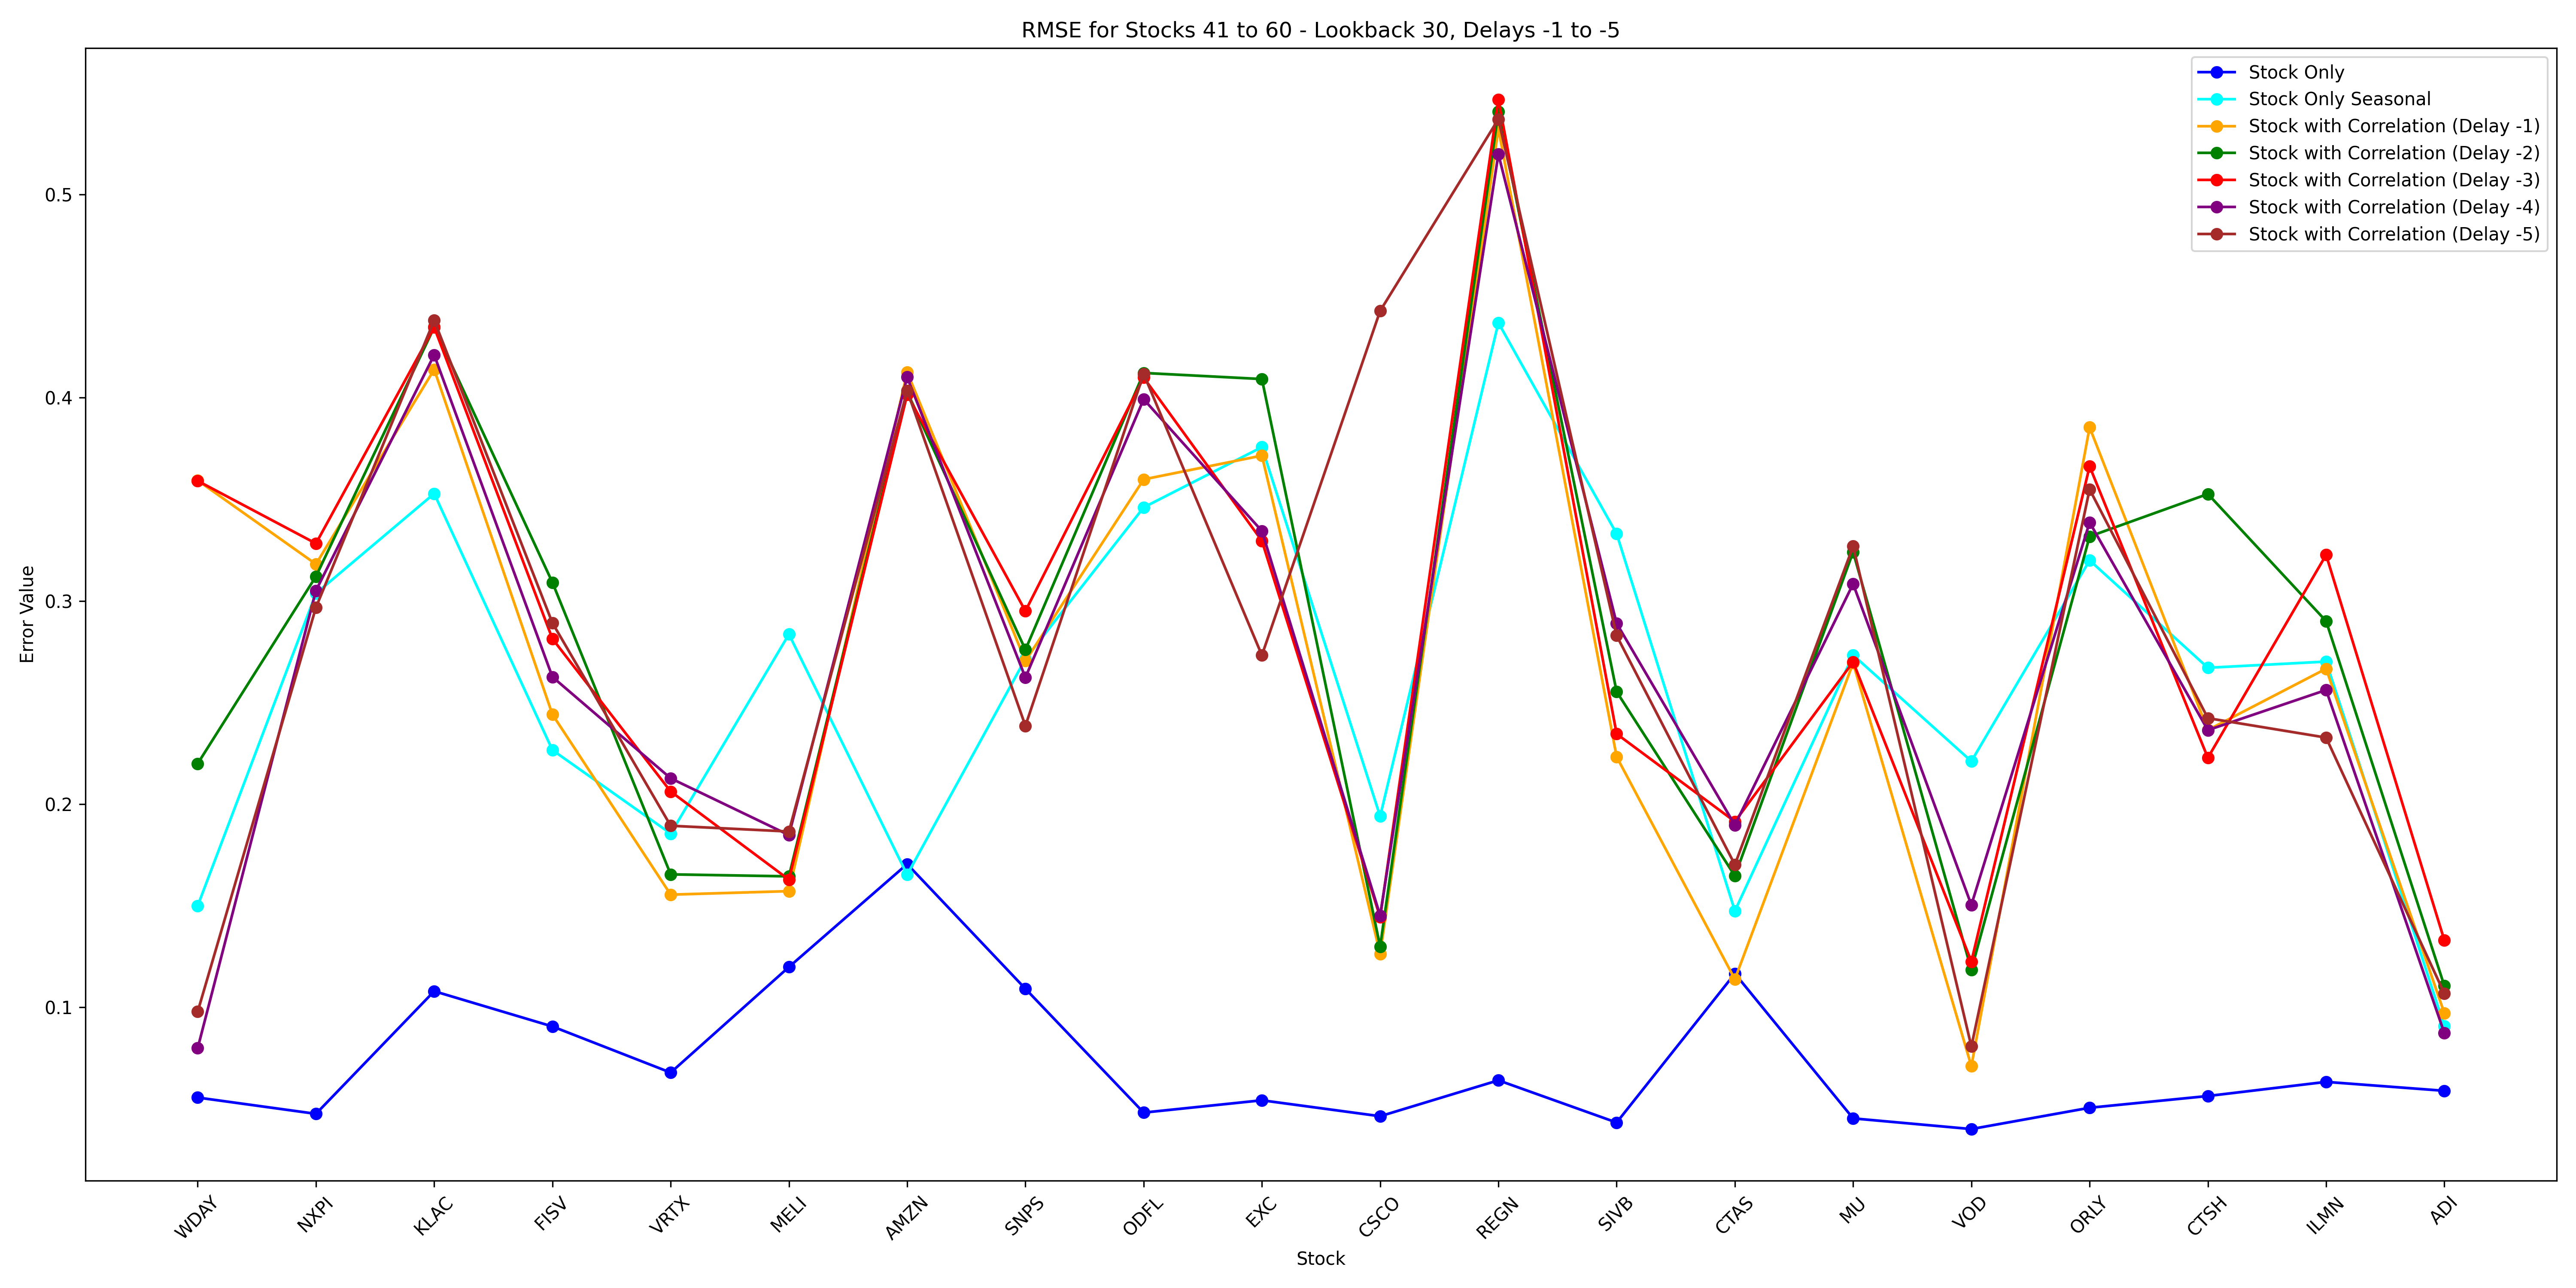 RMSE for Stocks 41 to 60 - Lookback 30, Delays -1 to -5
Stock Only
Stock Only Seasonal
Stock with Correlation (Delay -1)
Stock with Correlation (Delay -2)
Stock with Correlation (Delay -3)
Stock with Correlation (Delay -4)
Stock with Correlation (Delay -5)
Error Value
0.5
0.4
0.3
0.2
0.1
WDAY
NXPI
KLAC
FISV
VRTX
MELI
AMZN
SNPS
ODFL
EXC
CSCO
REGN
SIVB
CTAS
MU
VOD
ORLY
CTSH
ILMN
ADI
Stock